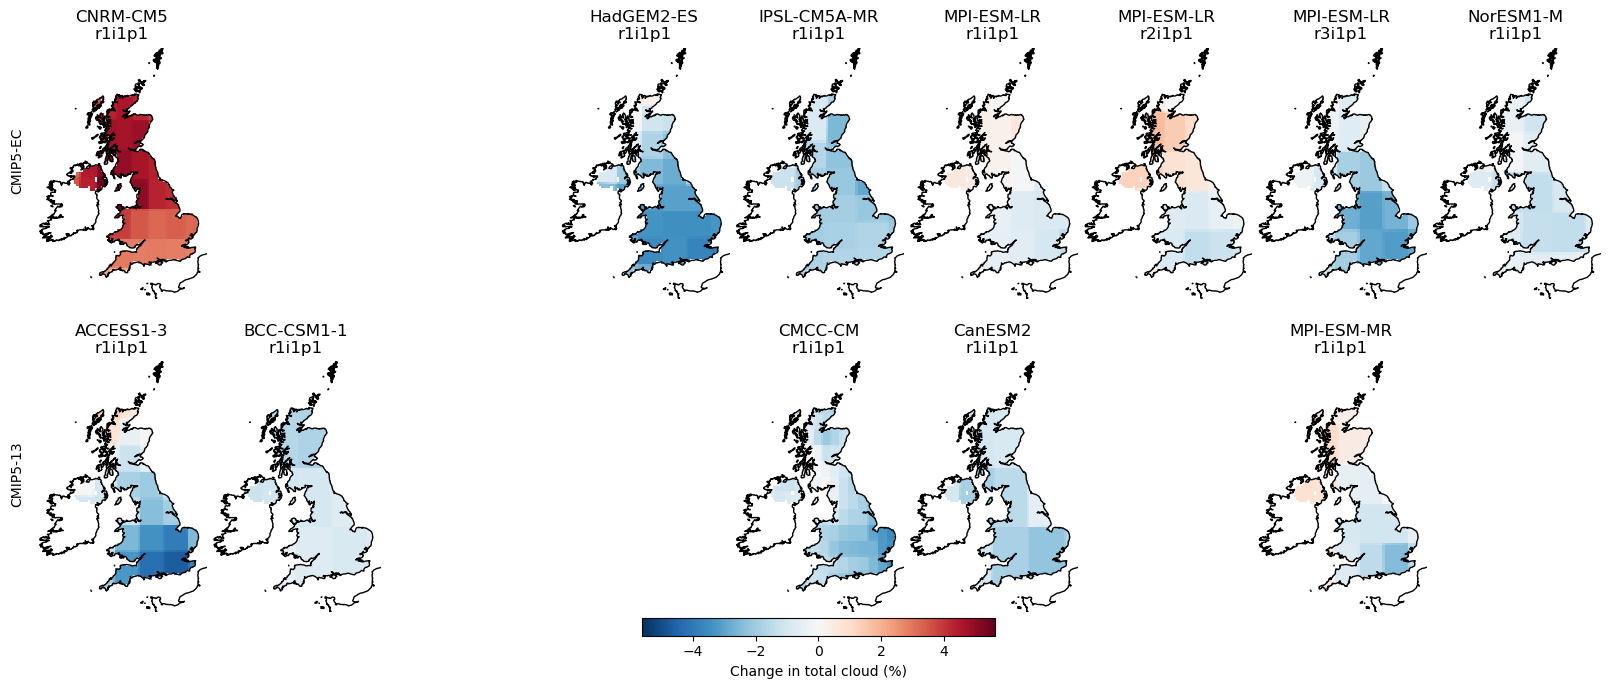 CNRM-CM5
r1i1p1
HadGEM2-ES
r1i1p1
IPSL-CM5A-MR
r1i1p1
MPI-ESM-LR
r1i1p1
MPI-ESM-LR
r2i1p1
MPI-ESM-LR
r3i1p1
NorESM1-M
r1i1p1
CMIP5-EC
ACCESS1-3
r1i1p1
BCC-CSM1-1
r1i1p1
CMCC-CM
r1i1p1
CanESM2
r1i1p1
MPI-ESM-MR
r1i1p1
CMIP5-13
−4 −2 0 2 4
Change in total cloud (%)